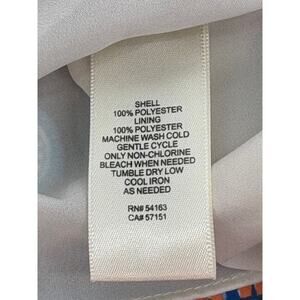 SHELL
100% POLYESTER
LINING
100% POLYESTER
MACHINE WASH COLD
GENTLE CYCLE
ONLY NON-CHLORINE
BLEACH WHEN NEEDED
TUMBLE DRY LOW
COOL IRON
AS NEEDED
RN# 54163
CA# 57151